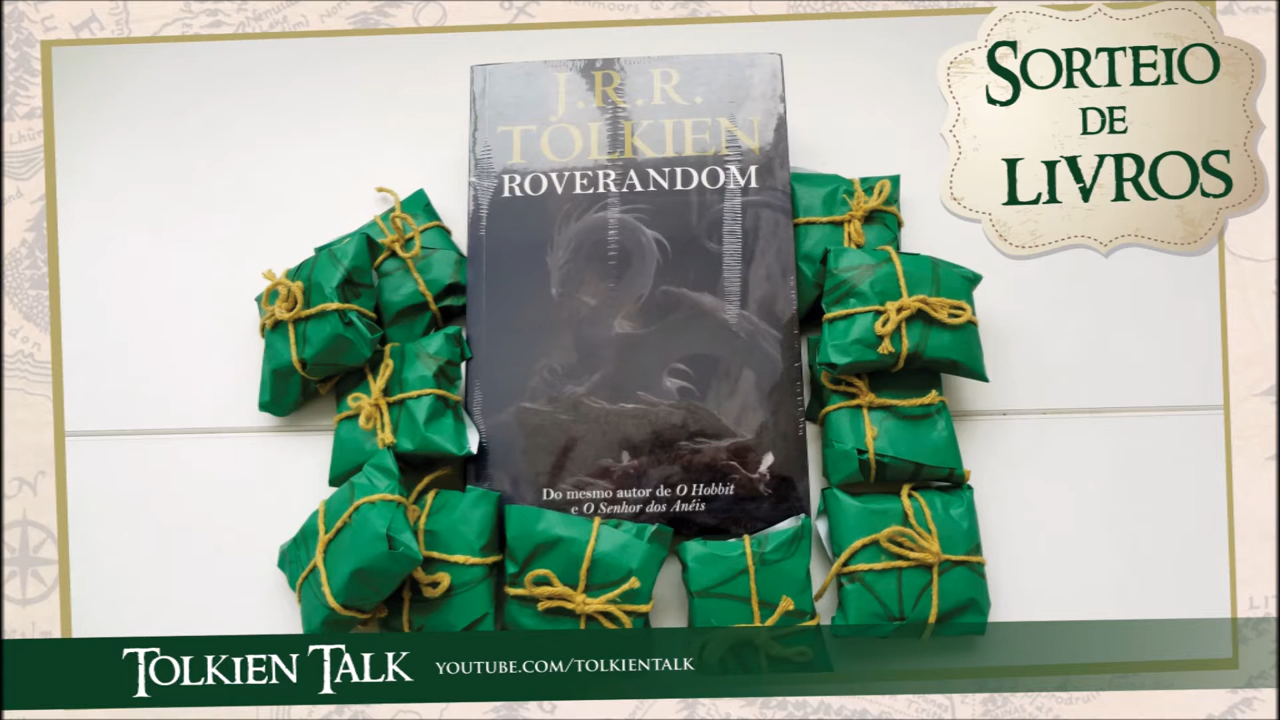 SORTEIO
DE
LIVROS
J.R.R.
TOLKIEN
ROVERANDOM
Do mesmo autor de O Hobbit
e O Senhor dos Anéis
TOLKIEN TALK
YOUTUBE.COM/TOLKIENTALK